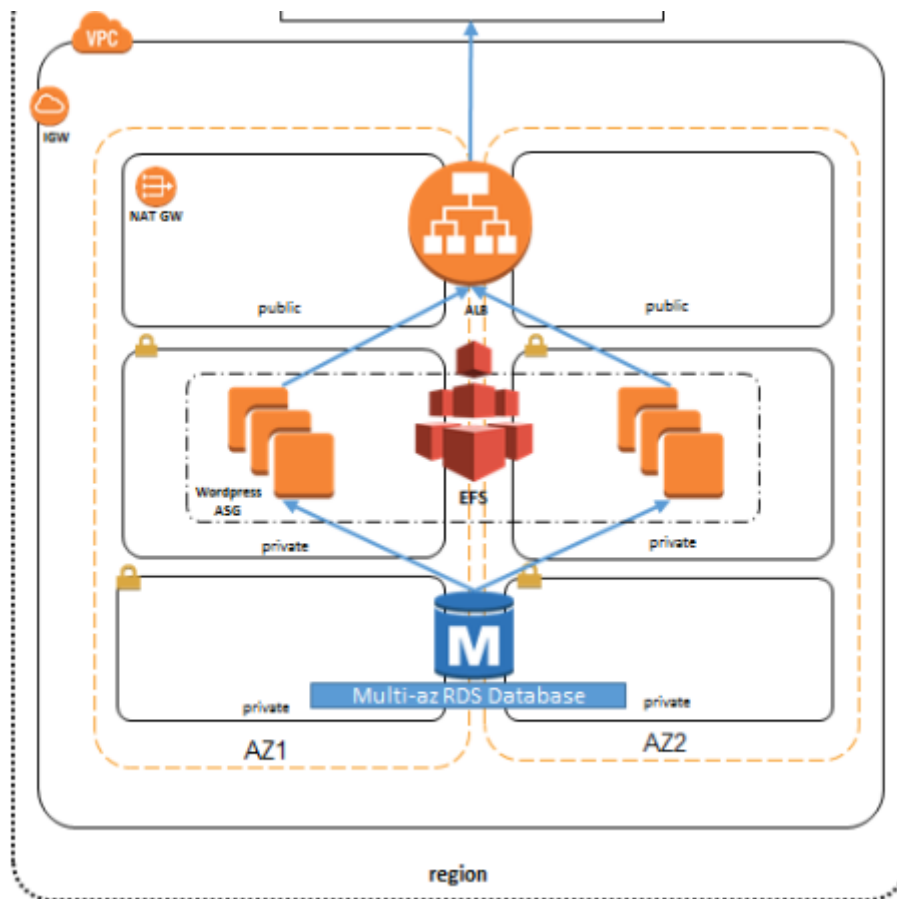 VPC
IGW
NAT GW
public
public
ALB
Wordpress
ASG
EFS
private
private
M
Multi-az RDS Database
private
private
AZ1
AZ2
region